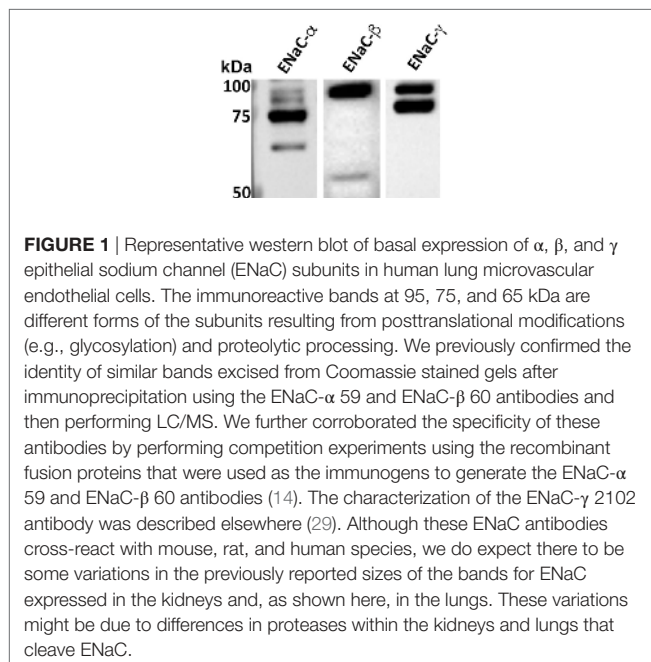 ENaC-α ENaC-β ENaC-γ
kDa
100
75
50
FIGURE 1 | Representative western blot of basal expression of α, β, and γ
epithelial sodium channel (ENaC) subunits in human lung microvascular
endothelial cells. The immunoreactive bands at 95, 75, and 65 kDa are
different forms of the subunits resulting from posttranslational modifications
(e.g., glycosylation) and proteolytic processing. We previously confirmed the
identity of similar bands excised from Coomassie stained gels after
immunoprecipitation using the ENaC-α 59 and ENaC-β 60 antibodies and
then performing LC/MS. We further corroborated the specificity of these
antibodies by performing competition experiments using the recombinant
fusion proteins that were used as the immunogens to generate the ENaC-α
59 and ENaC-β 60 antibodies (14). The characterization of the ENaC-γ 2102
antibody was described elsewhere (29). Although these ENaC antibodies
cross-react with mouse, rat, and human species, we do expect there to be
some variations in the previously reported sizes of the bands for ENaC
expressed in the kidneys and, as shown here, in the lungs. These variations
might be due to differences in proteases within the kidneys and lungs that
cleave ENaC.